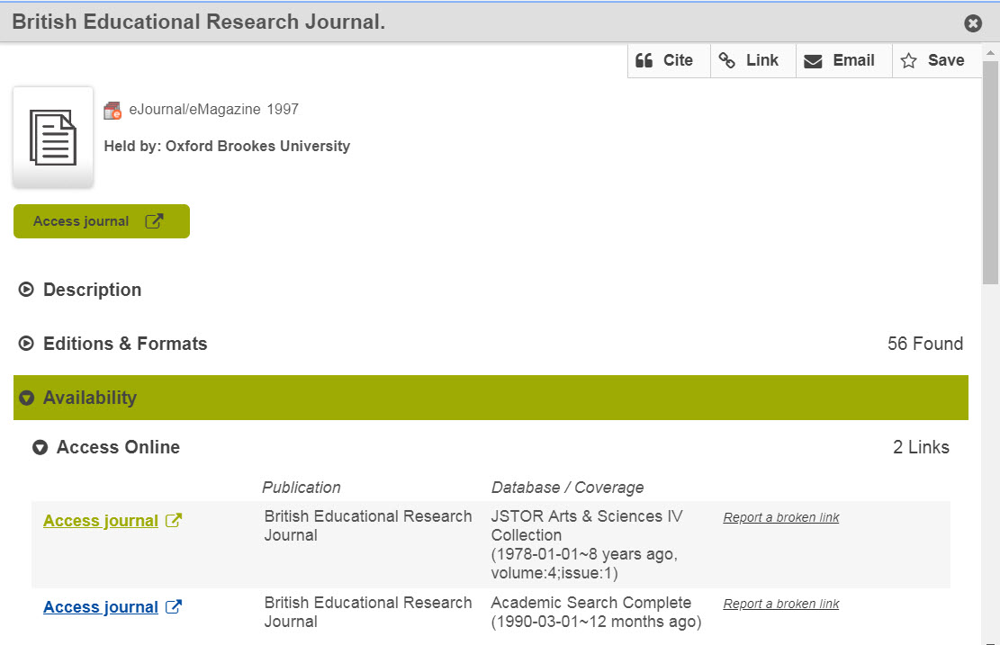 British Educational Research Journal.
Cite Link Email Save
eJournal/eMagazine 1997
Held by: Oxford Brookes University
Access journal
Description
Editions & Formats 56 Found
Availability
Access Online 2 Links
Publication Database / Coverage
Access journal British Educational Research JSTOR Arts & Sciences IV Report a broken link
Journal Collection
(1978-01-01~8 years ago,
volume:4;issue:1)
Access journal British Educational Research Academic Search Complete Report a broken link
Journal (1990-03-01~12 months ago)